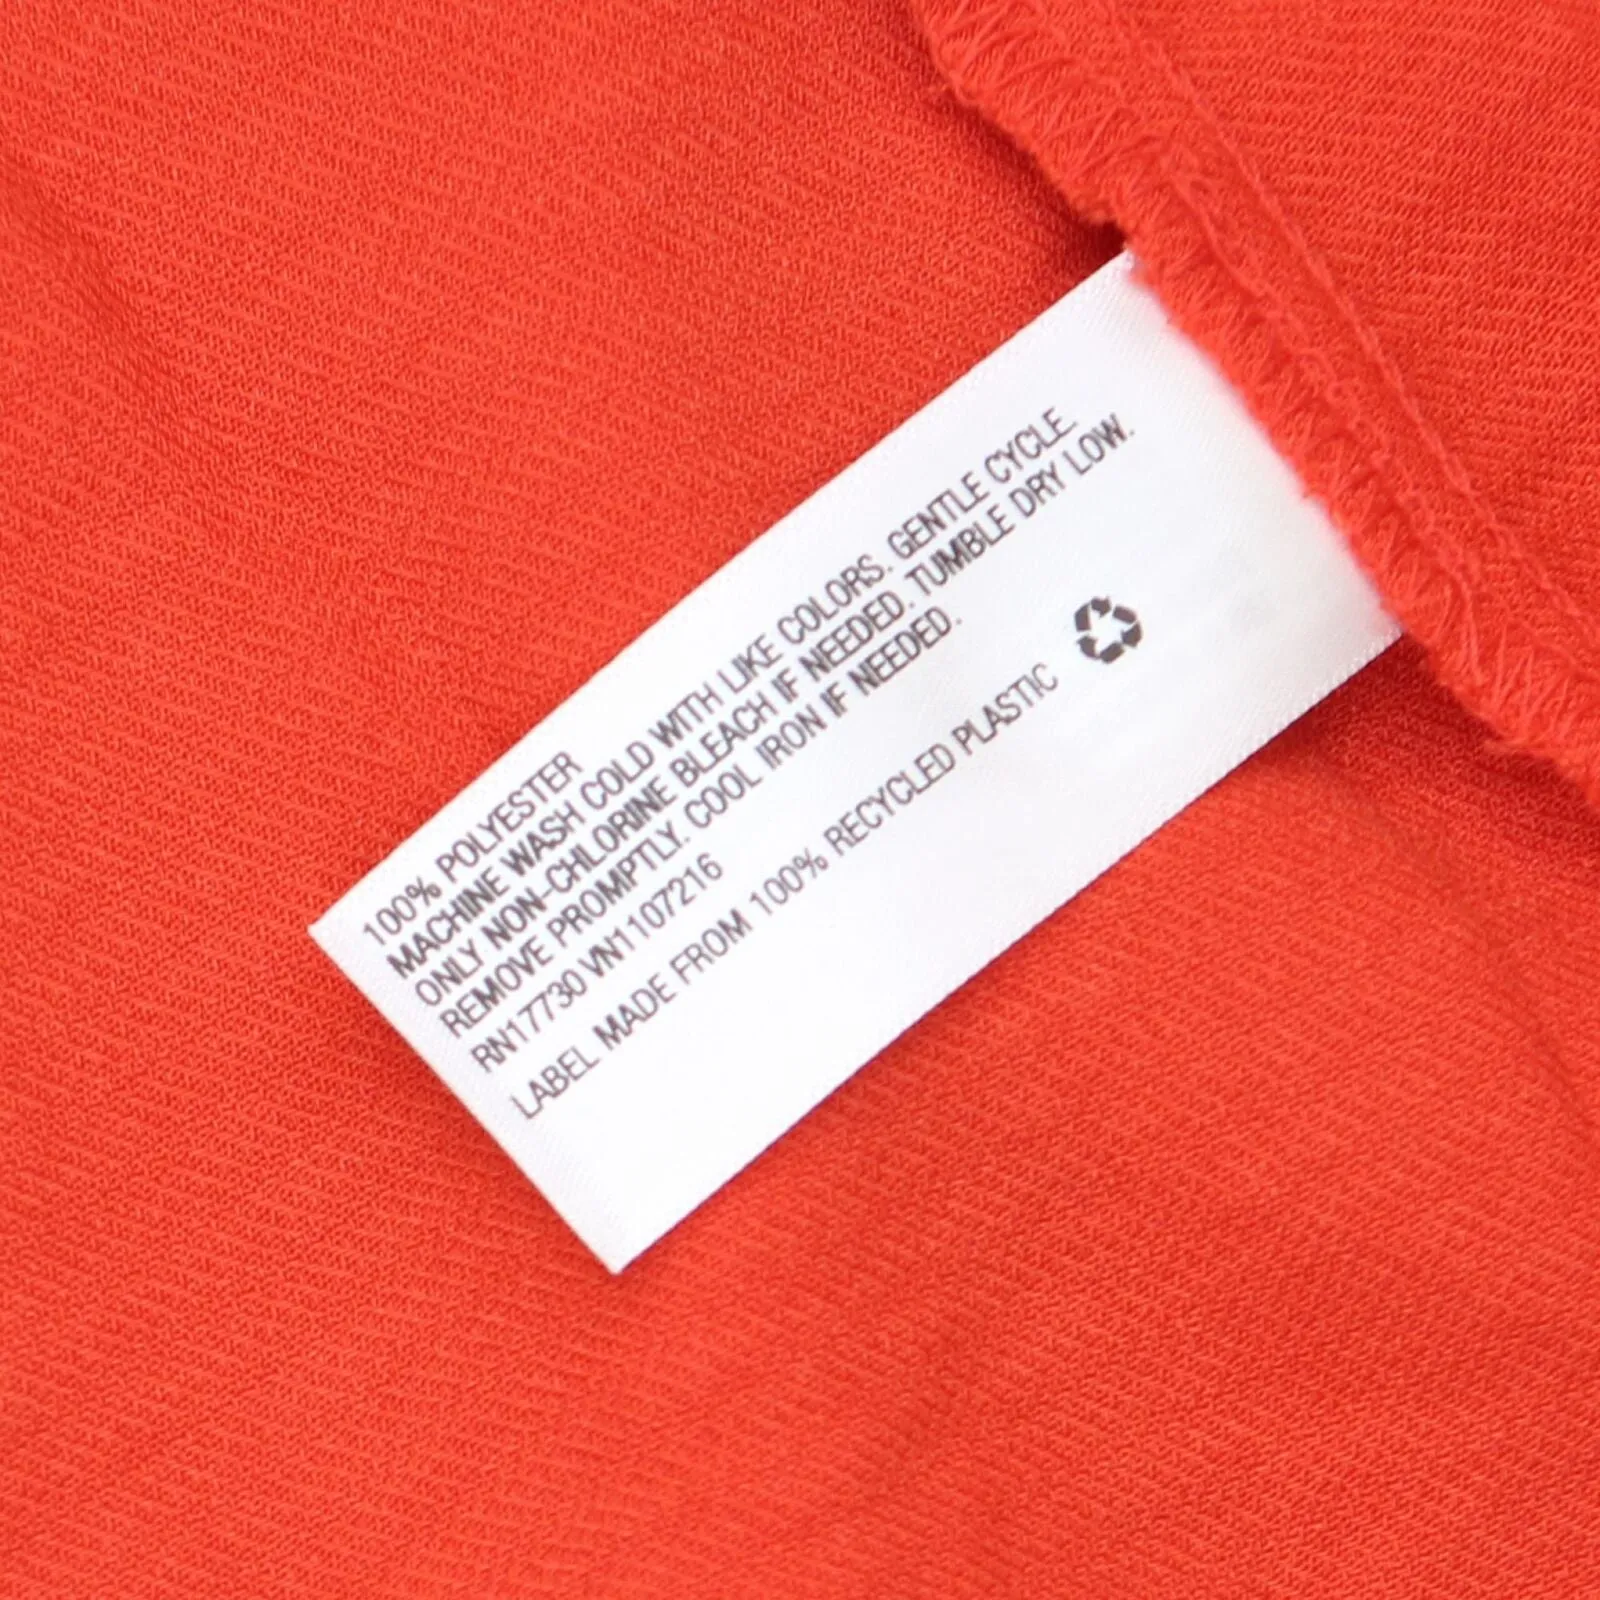 100% POLYESTER
MACHINE WASH COLD WITH LIKE COLORS. GENTLE CYCLE.
ONLY NON-CHLORINE BLEACH IF NEEDED. TUMBLE DRY LOW.
REMOVE PROMPTLY. COOL IRON IF NEEDED.
RN17730 VN1107216
LABEL MADE FROM 100% RECYCLED PLASTIC